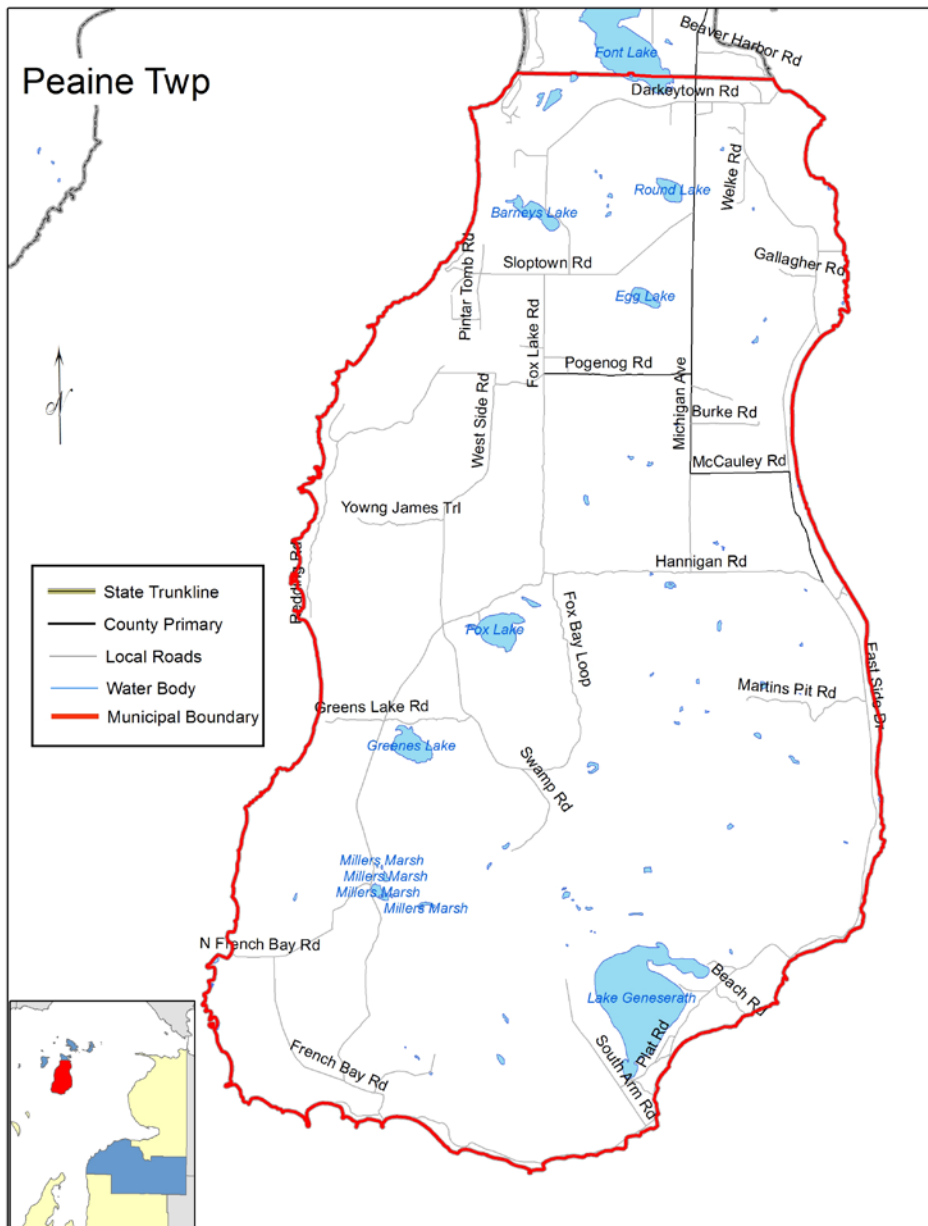 Peaine Twp
Beaver Harbor Rd
Font Lake
Darkeytown Rd
Welke Rd
Round Lake
Barneys Lake
Pintar Tomb Rd
Sloptown Rd
Gallagher Rd
Egg Lake
Fox Lake Rd
Pogenog Rd
Michigan Ave
West Side Rd
Burke Rd
McCauley Rd
Yowng James Trl
Redding Rd
Hannigan Rd
State Trunkline
County Primary
Local Roads
Water Body
Municipal Boundary
Fox Lake
Fox Bay Loop
East Side Dr
Martins Pit Rd
Greens Lake Rd
Greenes Lake
Swamp Rd
Millers Marsh
Millers Marsh
Millers Marsh
Millers Marsh
N French Bay Rd
Beach Rd
Lake Geneserath
Plat Rd
South Arm Rd
French Bay Rd
N